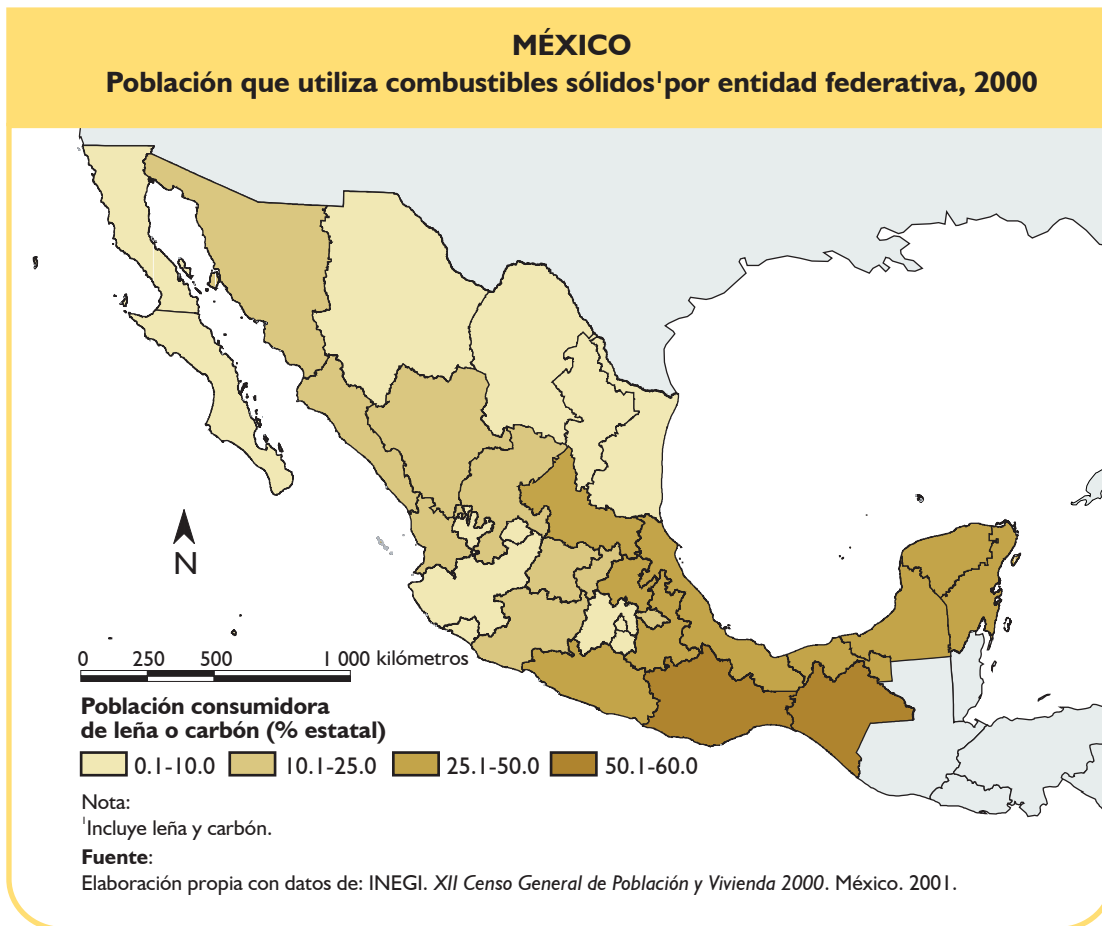 MÉXICO
Población que utiliza combustibles sólidos¹por entidad federativa, 2000
N
0 250 500 1 000 kilómetros
Población consumidora
de leña o carbón (% estatal)
0.1-10.0 10.1-25.0 25.1-50.0 50.1-60.0
Nota:
¹Incluye leña y carbón.
Fuente:
Elaboración propia con datos de: INEGI. XII Censo General de Población y Vivienda 2000. México. 2001.